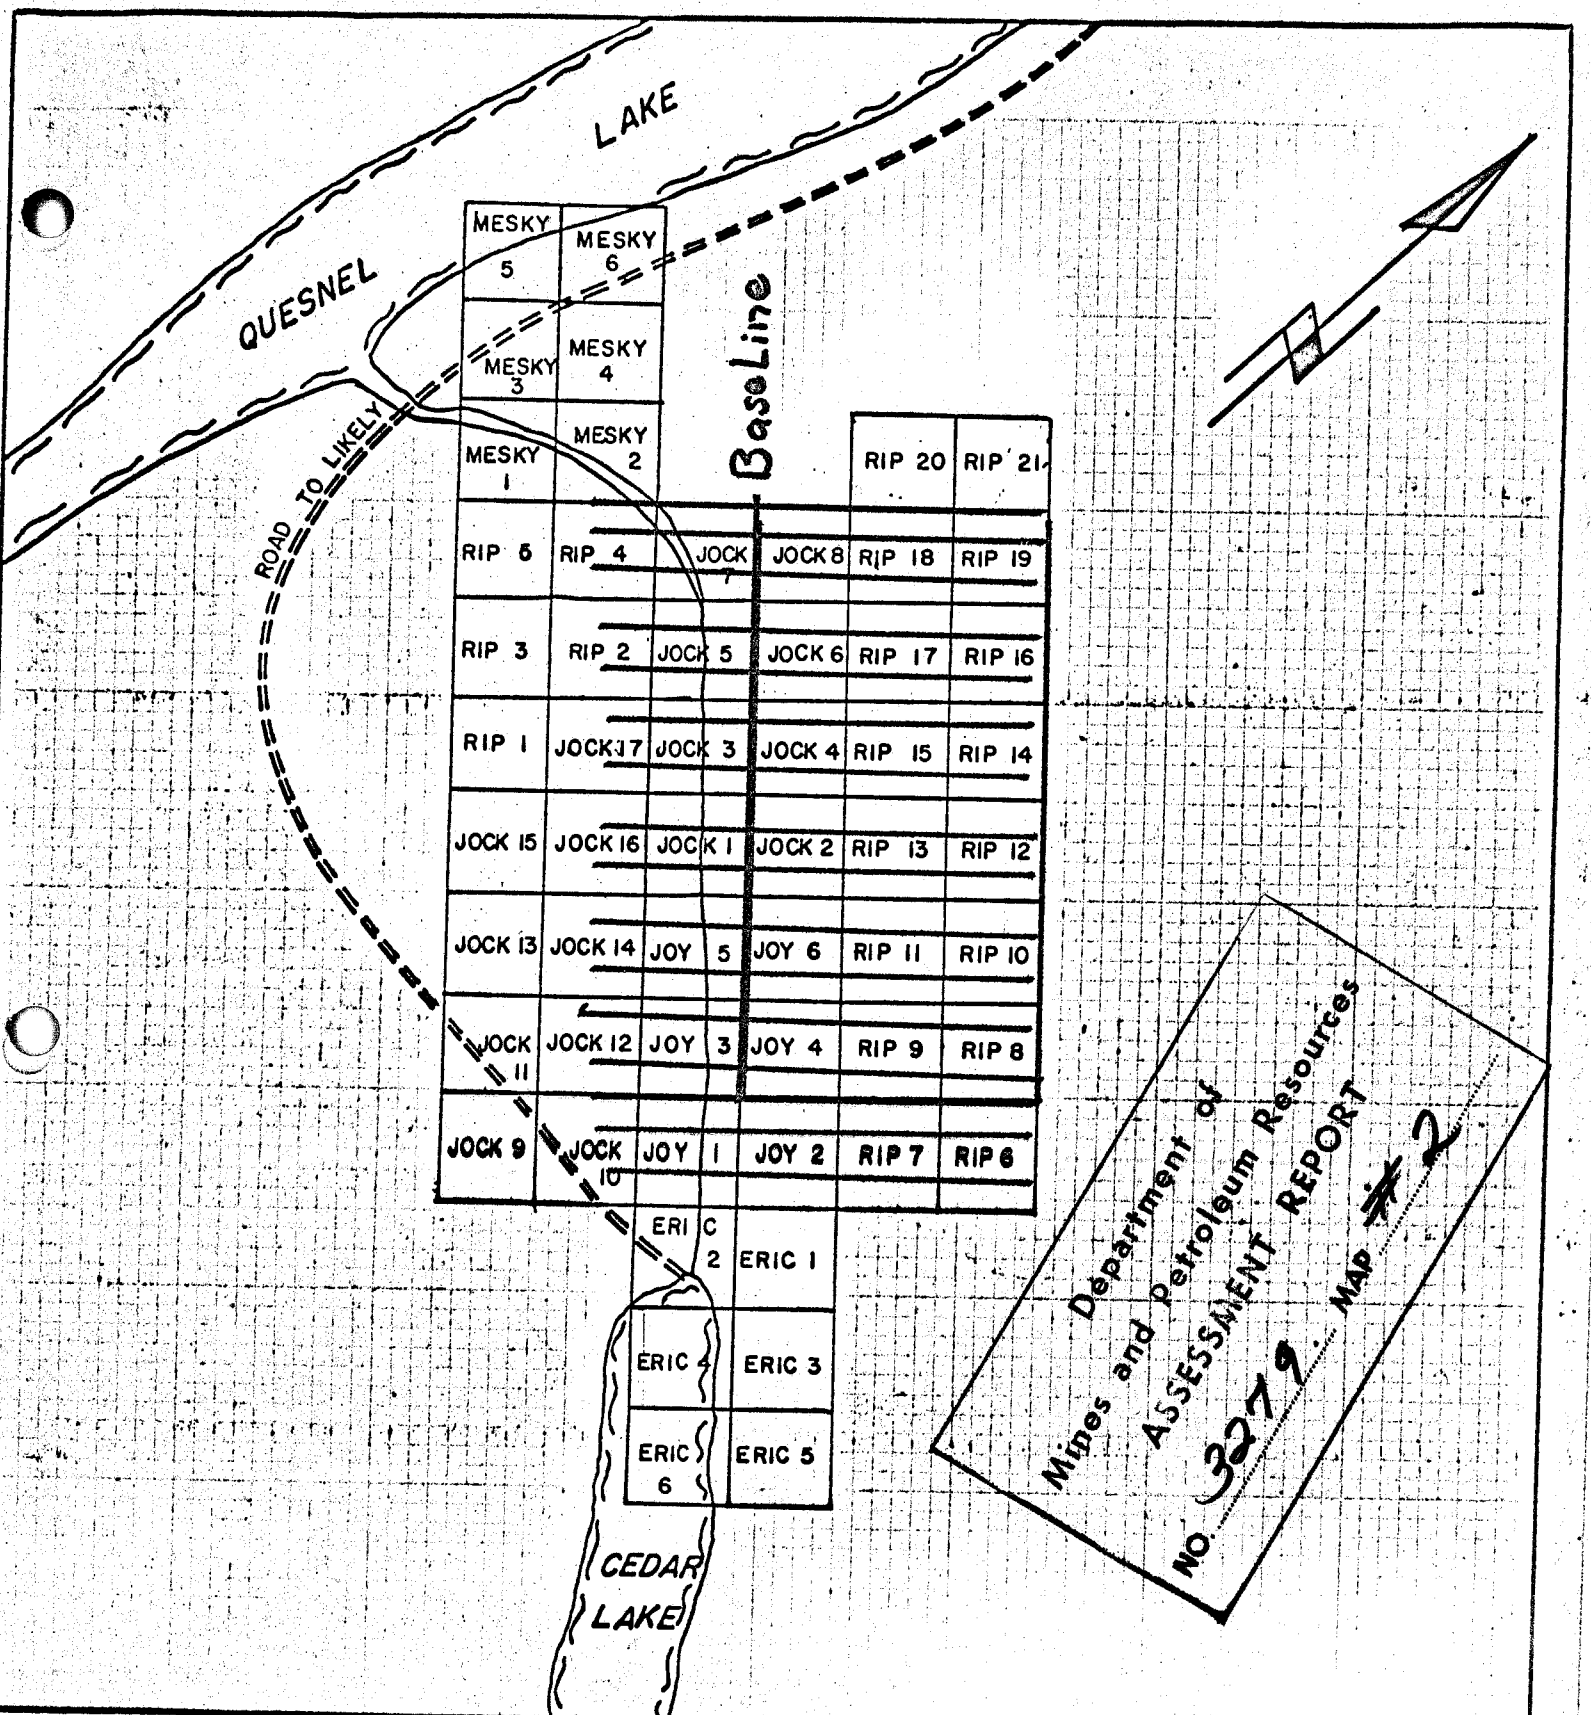 LAKE
QUESNEL
MESKY
5
MESKY
6
MESKY
3
MESKY
4
MESKY
1
MESKY
2
BaseLine
ROAD TO LIKELY
RIP 20 RIP 21
RIP 5 RIP 4 JOCK
7
JOCK 8 RIP 18 RIP 19
RIP 3 RIP 2 JOCK 5 JOCK 6 RIP 17 RIP 16
RIP 1 JOCK 17 JOCK 3 JOCK 4 RIP 15 RIP 14
JOCK 15 JOCK 16 JOCK 1 JOCK 2 RIP 13 RIP 12
JOCK 13 JOCK 14 JOY 5 JOY 6 RIP 11 RIP 10
JOCK
11
JOCK 12 JOY 3 JOY 4 RIP 9 RIP 8
JOCK 9 JOCK
10
JOY 1 JOY 2 RIP 7 RIP 6
ERIC
2
ERIC 1
ERIC 4 ERIC 3
ERIC
6
ERIC 5
CEDAR
LAKE
Department of
Mines and Petroleum Resources
ASSESSMENT REPORT
NO. 3279 MAP # 2